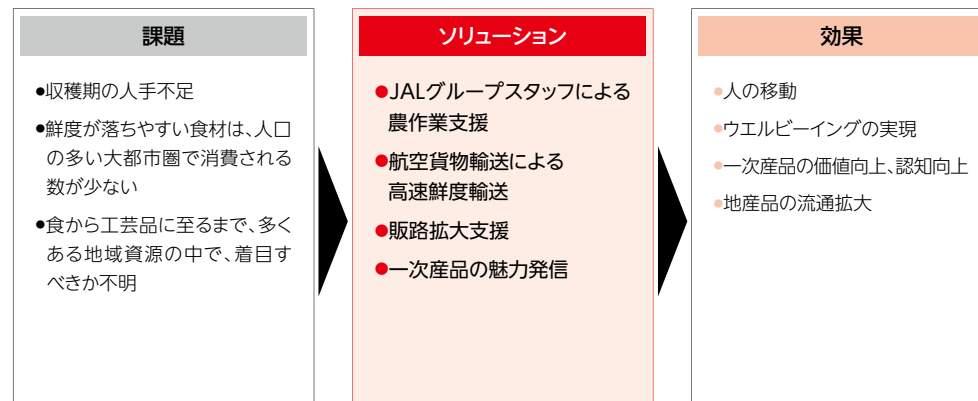 課題
●収穫期の人手不足
●鮮度が落ちやすい食材は、人口
の多い大都市圏で消費される
数が少ない
●食から工芸品に至るまで、多く
ある地域資源の中で、着目す
べきか不明
ソリューション
●JALグループスタッフによる
農作業支援
●航空貨物輸送による
高速鮮度輸送
●販路拡大支援
●一次産品の魅力発信
効果
●人の移動
●ウエルビーイングの実現
●一次産品の価値向上、認知向上
●地産品の流通拡大